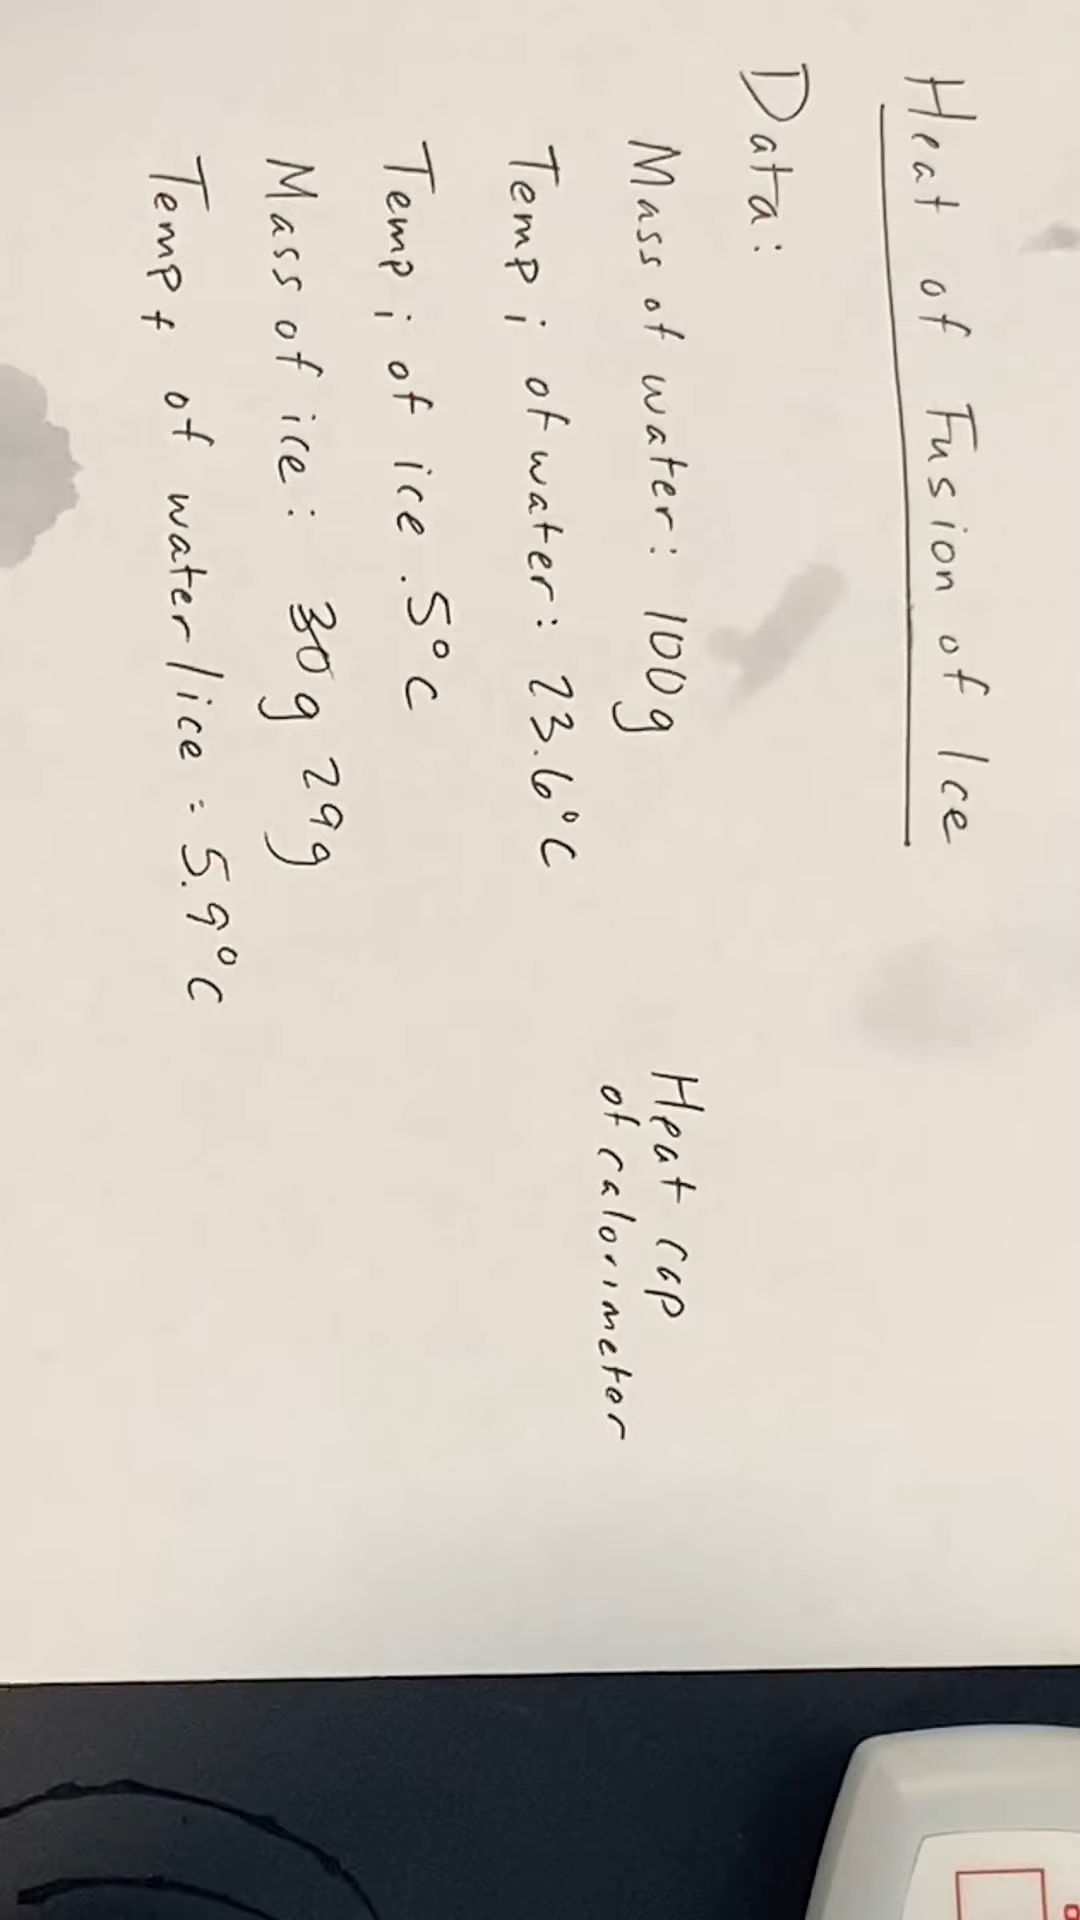 Heat of Fusion of Ice
Data:
Mass of water: 100g
Temp i of water: 23.6°C
Temp i of ice .5°C
Mass of ice: 30g 29g
Temp f of water/ice: 5.9°C
Heat cap
of calorimeter